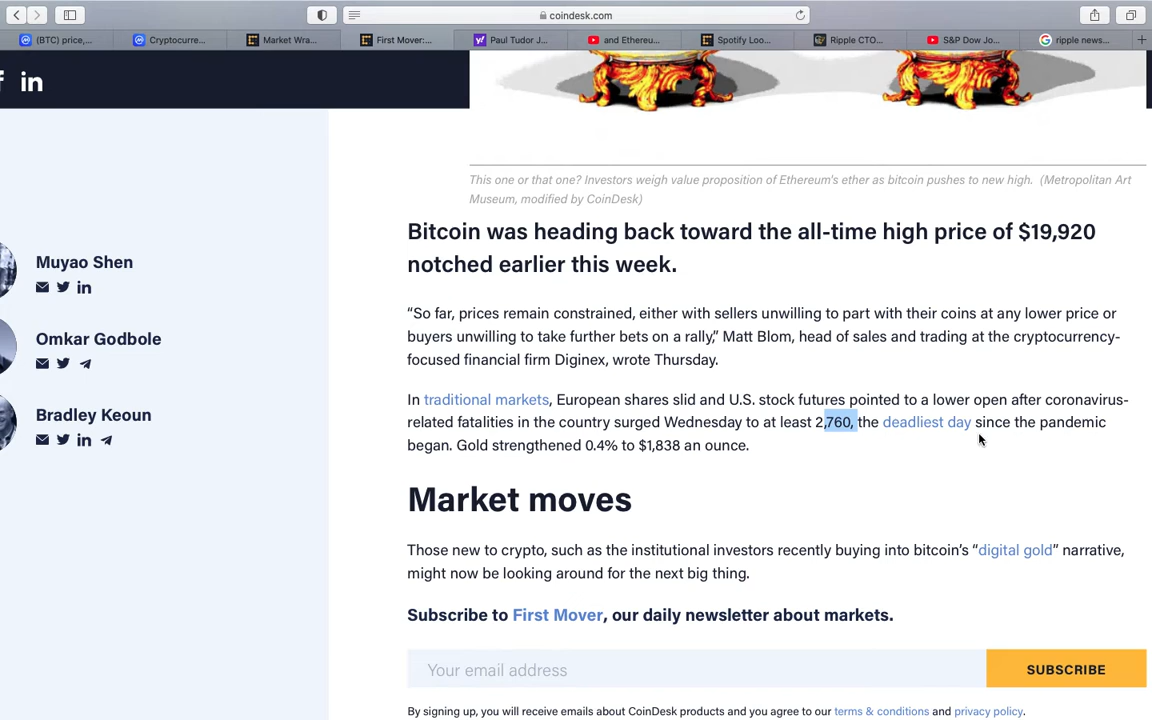 coindesk.com
(BTC) price,...
Cryptocurre...
Market Wra...
First Mover:...
Paul Tudor J...
and Ethereu...
Spotify Loo...
Ripple CTO...
S&P Dow Jo...
ripple news...
This one or that one? Investors weigh value proposition of Ethereum's ether as bitcoin pushes to new high. (Metropolitan Art
Museum, modified by CoinDesk)
Muyao Shen
Omkar Godbole
Bradley Keoun
Bitcoin was heading back toward the all-time high price of $19,920
notched earlier this week.
“So far, prices remain constrained, either with sellers unwilling to part with their coins at any lower price or
buyers unwilling to take further bets on a rally,” Matt Blom, head of sales and trading at the cryptocurrency-
focused financial firm Diginex, wrote Thursday.
In traditional markets, European shares slid and U.S. stock futures pointed to a lower open after coronavirus-
related fatalities in the country surged Wednesday to at least 2,760, the deadliest day since the pandemic
began. Gold strengthened 0.4% to $1,838 an ounce.
Market moves
Those new to crypto, such as the institutional investors recently buying into bitcoin’s “digital gold” narrative,
might now be looking around for the next big thing.
Subscribe to First Mover, our daily newsletter about markets.
Your email address
SUBSCRIBE
By signing up, you will receive emails about CoinDesk products and you agree to our terms & conditions and privacy policy.